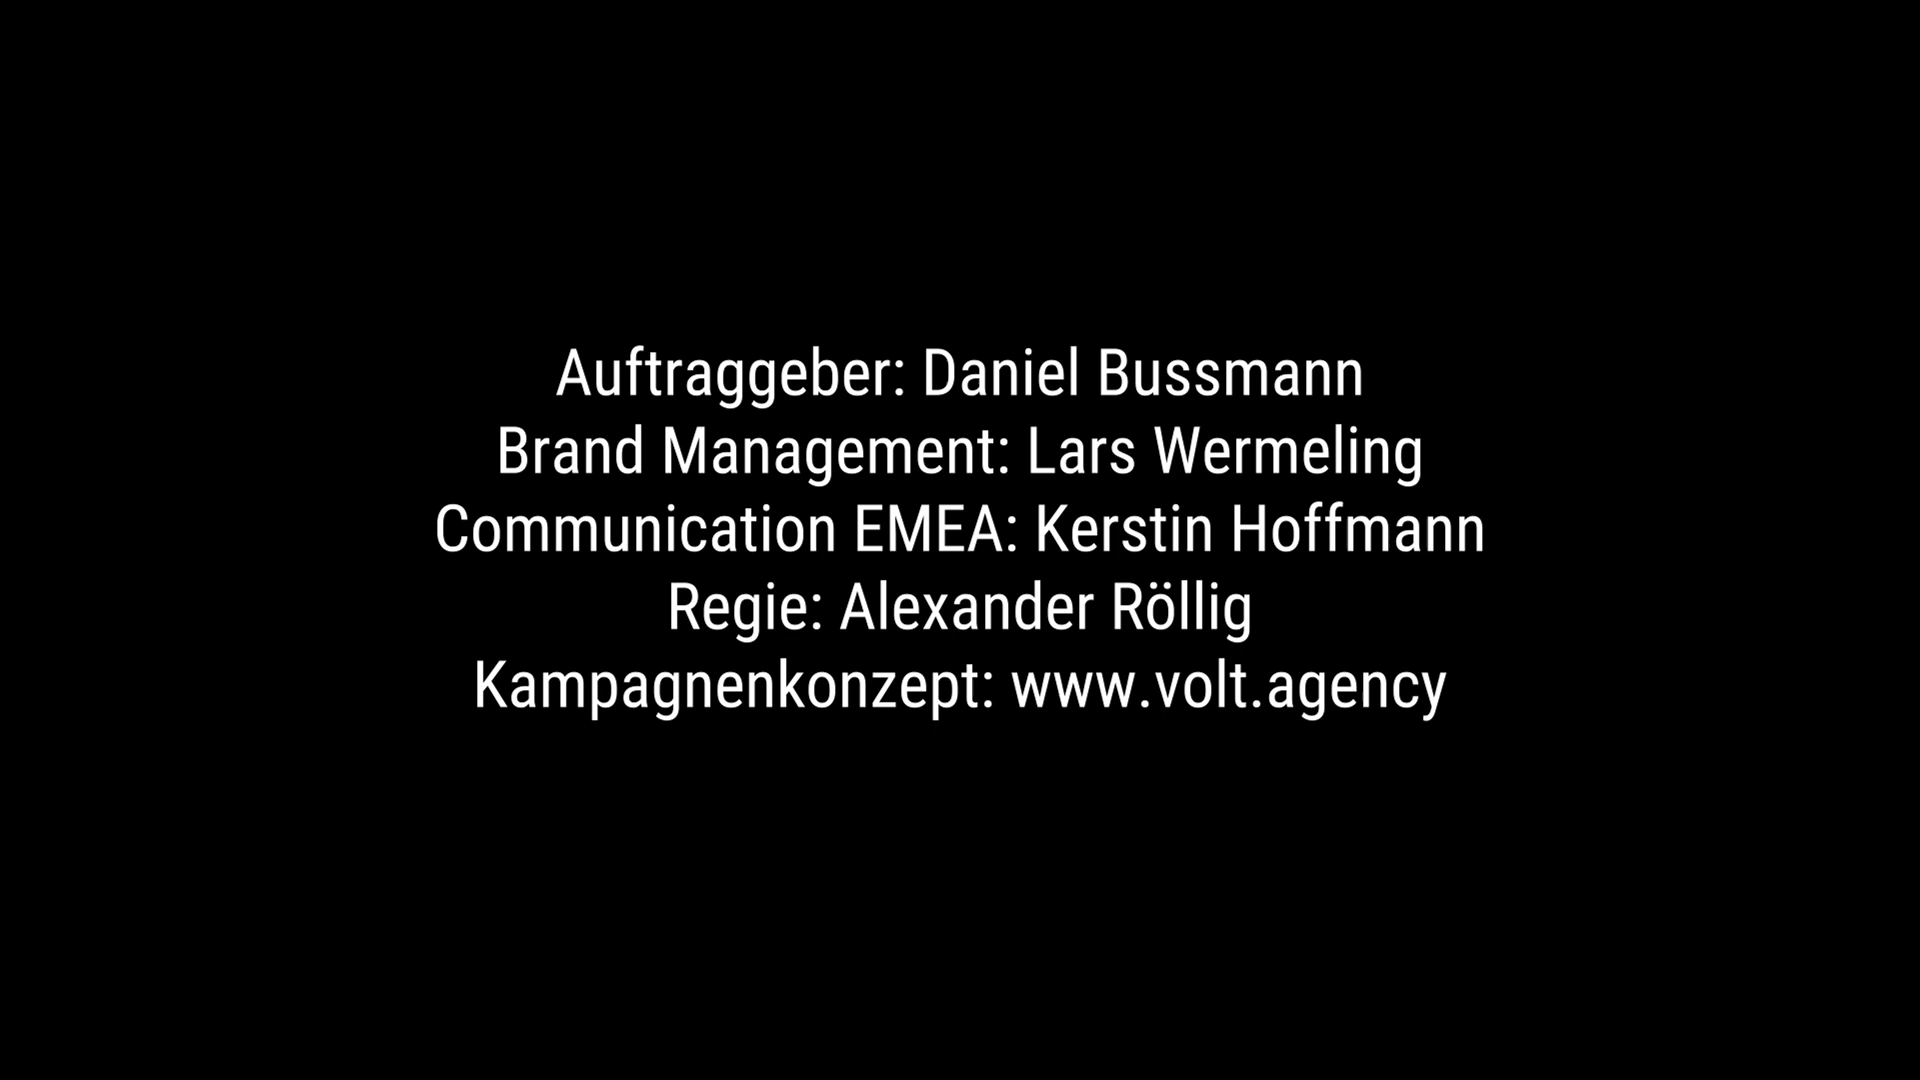 Auftraggeber: Daniel Bussmann
Brand Management: Lars Wermeling
Communication EMEA: Kerstin Hoffmann
Regie: Alexander Röllig
Kampagnenkonzept: www.volt.agency